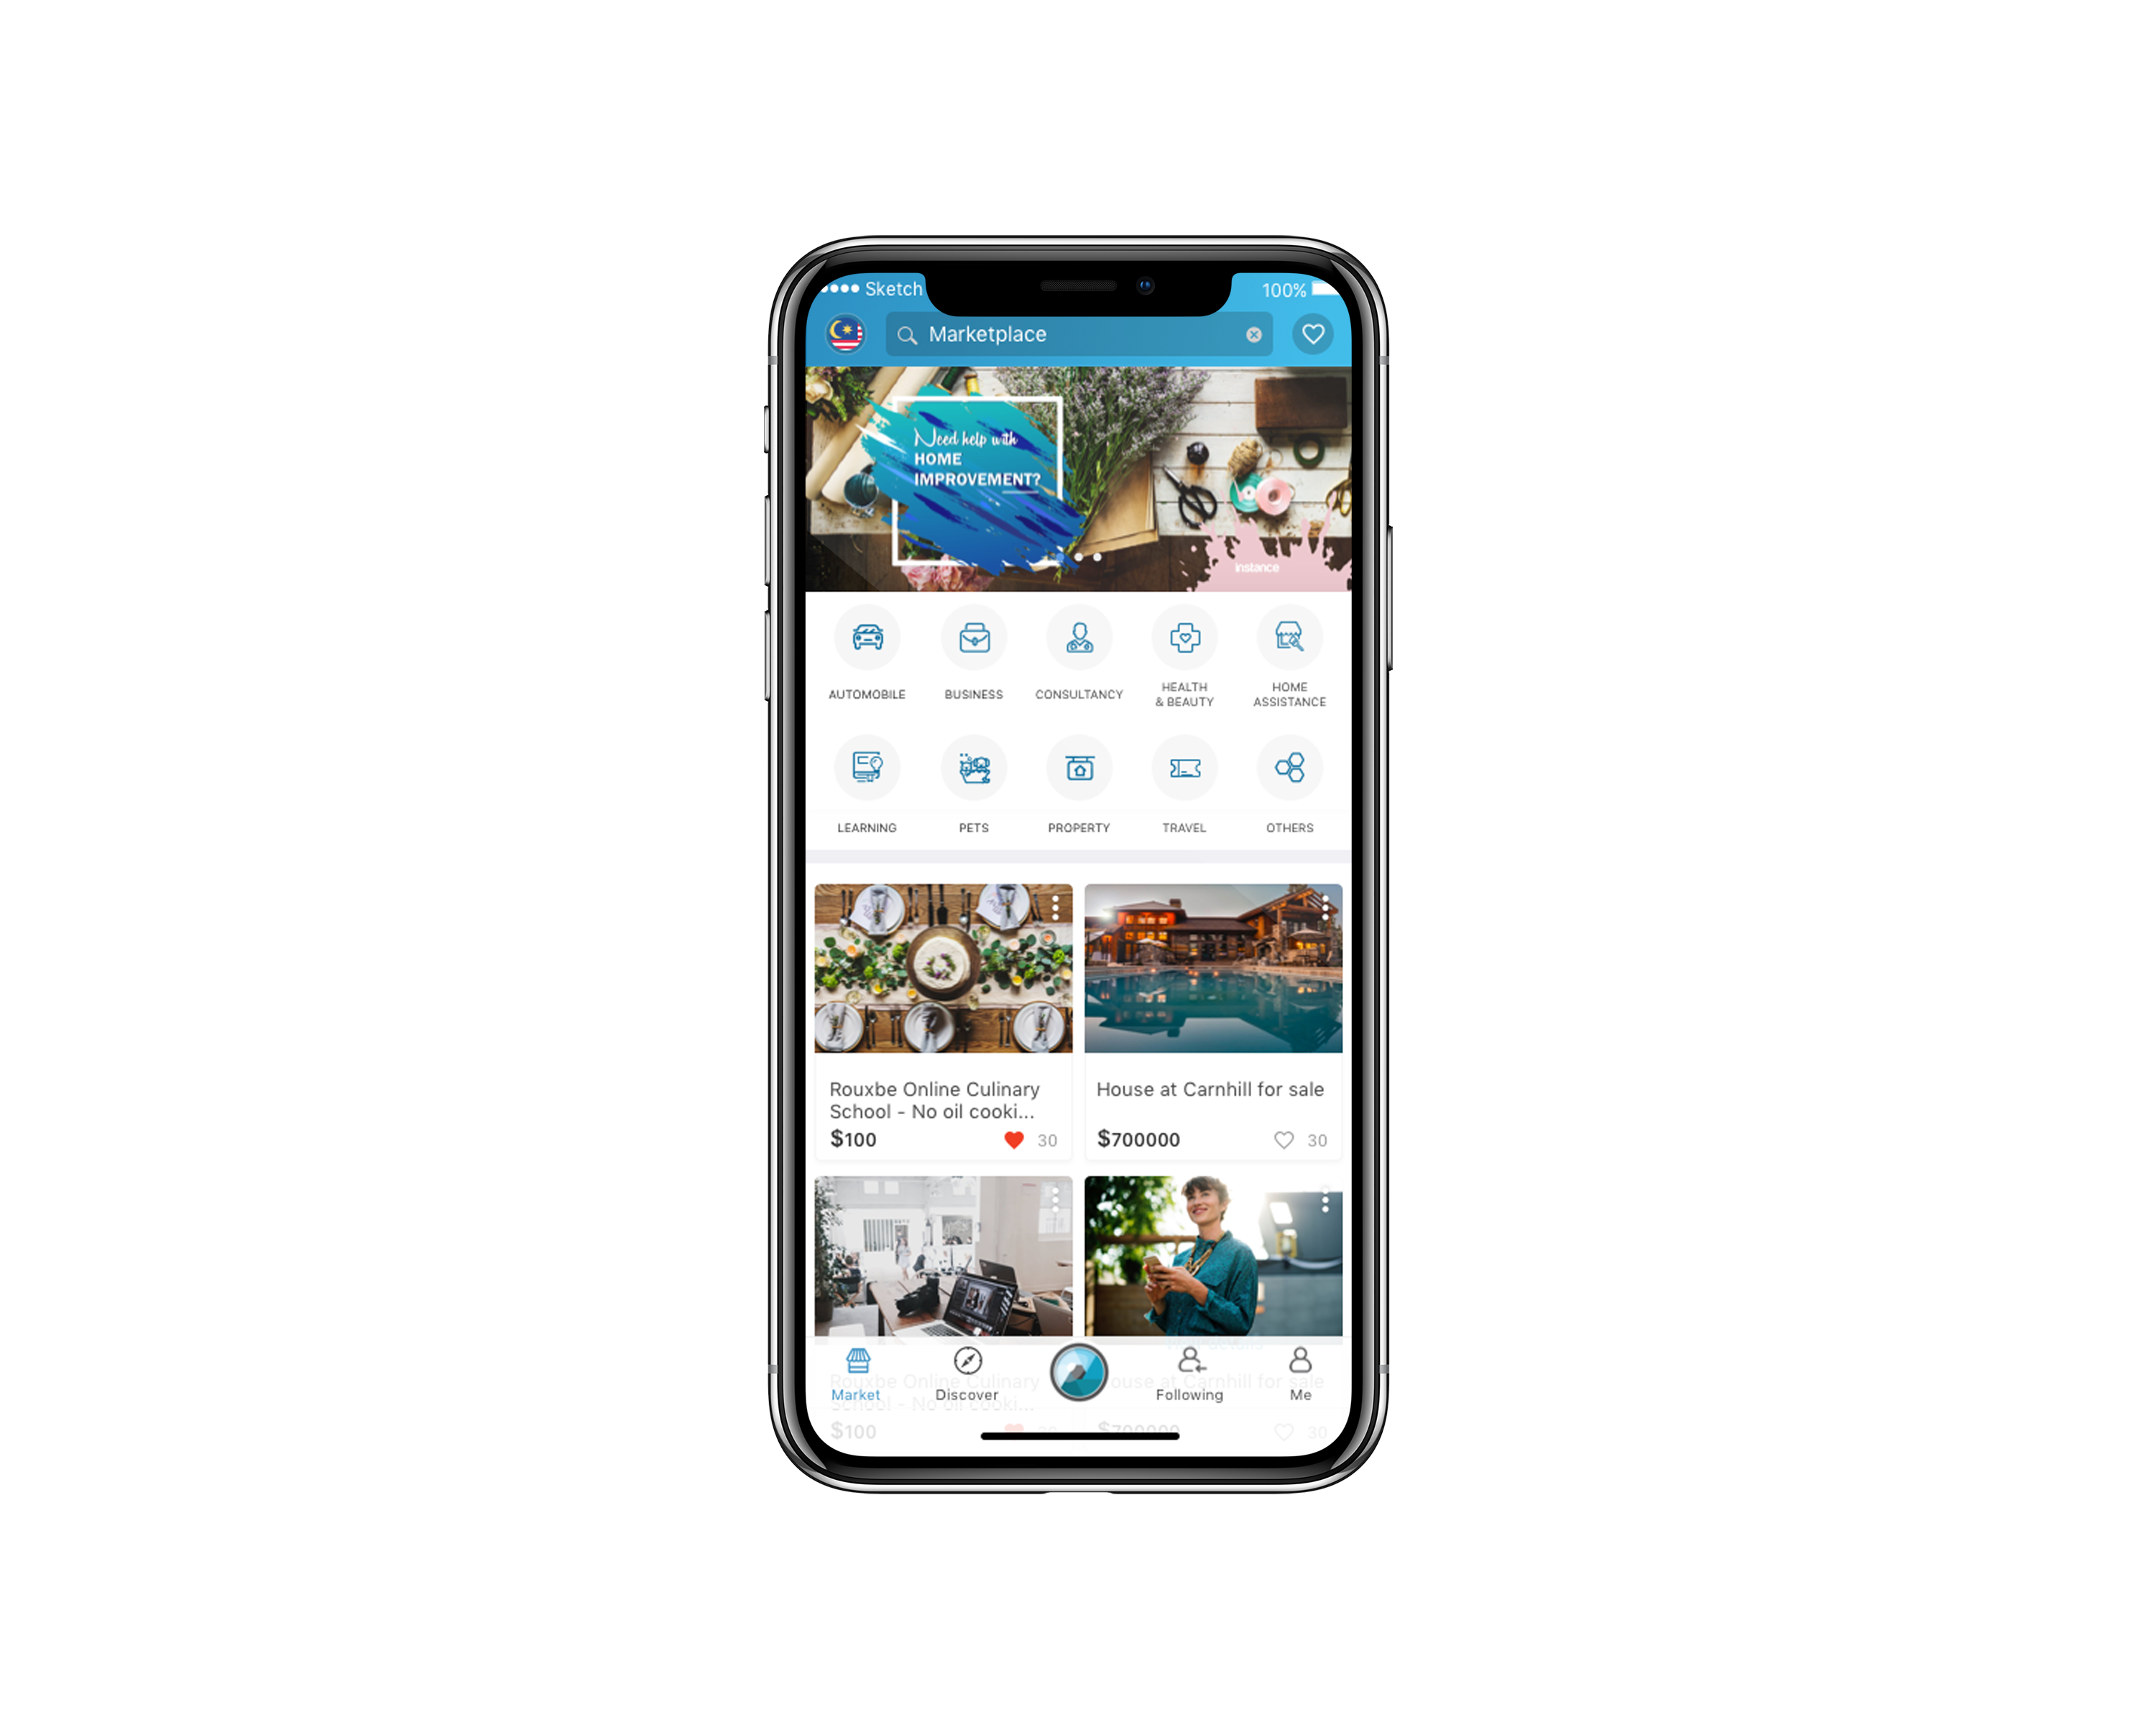 Sketch
100%
Marketplace
Need help with
HOME
IMPROVEMENT?
instance
AUTOMOBILE
BUSINESS
CONSULTANCY
HEALTH
& BEAUTY
HOME
ASSISTANCE
LEARNING
PETS
PROPERTY
TRAVEL
OTHERS
Rouxbe Online Culinary
School - No oil cooki...
$100
30
House at Carnhill for sale
$700000
30
Rouxbe Online Culinary
School - No oil cooki...
$100
House at Carnhill for sale
$700000
30
Market
Discover
Following
Me